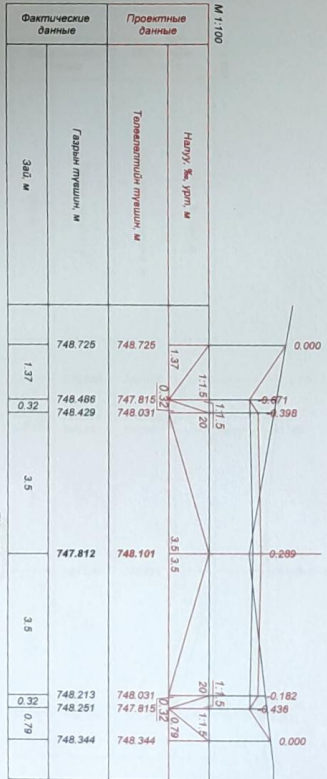 М 1:100
0.000 -0.671 -0.398 0.289 -0.182 -0.436 0.000
Проектные данные
Налуу, ‰, урт, м
1.37 1:1.5 1:1.5 0.32 20 3.5 3.5 20 1:1.5 0.32 1:1.5 0.79
Төлөвлөлтийн түвшин, м
748.725 747.815 748.031 748.101 748.031 747.815 748.344
Фактические данные
Газрын түвшин, м
748.725 748.466 748.429 747.812 748.213 748.251 748.344
Зай, м
1.37 0.32 3.5 3.5 0.32 0.79